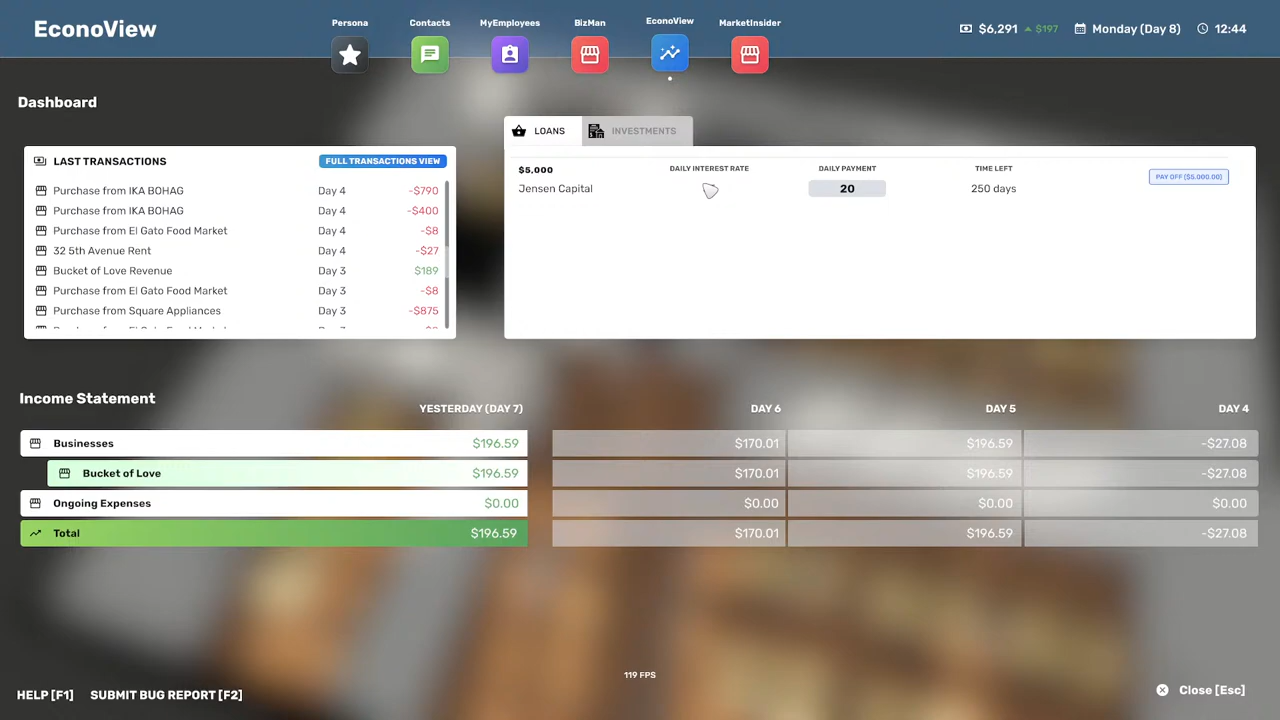 EconoView
Persona
Contacts
MyEmployees
BizMan
EconoView
MarketInsider
$6,291 $197
Monday (Day 8)
12:44
Dashboard
LAST TRANSACTIONS
FULL TRANSACTIONS VIEW
Purchase from IKA BOHAG Day 4 -$790
Purchase from IKA BOHAG Day 4 -$400
Purchase from El Gato Food Market Day 4 -$8
32 5th Avenue Rent Day 4 -$27
Bucket of Love Revenue Day 3 $189
Purchase from El Gato Food Market Day 3 -$8
Purchase from Square Appliances Day 3 -$875
LOANS
INVESTMENTS
$5,000 DAILY INTEREST RATE DAILY PAYMENT TIME LEFT
Jensen Capital 20 250 days
PAY OFF ($5,000.00)
Income Statement
YESTERDAY (DAY 7) DAY 6 DAY 5 DAY 4
Businesses $196.59 $170.01 $196.59 -$27.08
Bucket of Love $196.59 $170.01 $196.59 -$27.08
Ongoing Expenses $0.00 $0.00 $0.00 $0.00
Total $196.59 $170.01 $196.59 -$27.08
119 FPS
HELP [F1] SUBMIT BUG REPORT [F2]
Close [Esc]